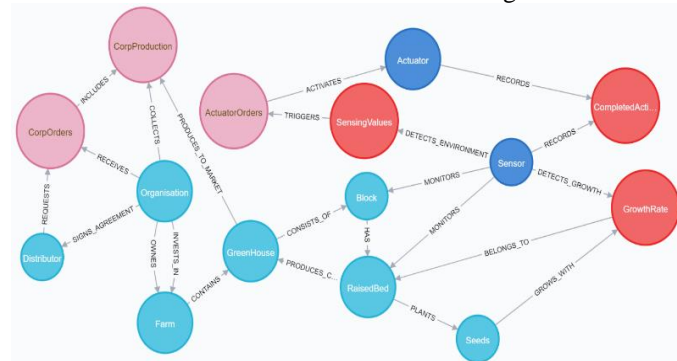 CorpProduction
Actuator
INCLUDES
COLLECTS
PRODUCES_TO_MARKET
ACTIVATES
RECORDS
CorpOrders
ActuatorOrders
TRIGGERS
SensingValues
CompletedActi...
RECEIVES
DETECTS_ENVIRONMENT
RECORDS
REQUESTS
Organisation
Sensor
MONITORS
DETECTS_GROWTH
Block
SIGNS_AGREEMENT
OWNES
INVESTS_IN
CONSISTS_OF
MONITORS
GrowthRate
HAS
Distributor
GreenHouse
BELONGS_TO
PRODUCES_C...
RaisedBed
CONTAINS
PLANTS
GROWS_WITH
Farm
Seeds